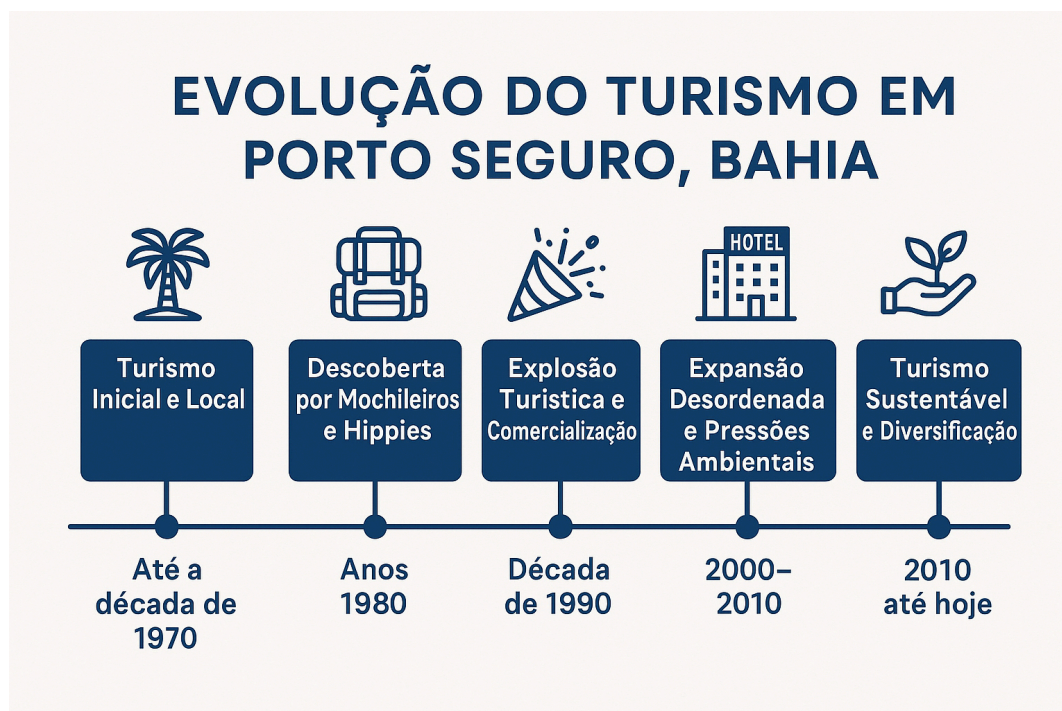 EVOLUÇÃO DO TURISMO EM
PORTO SEGURO, BAHIA
HOTEL
Turismo
Inicial e Local
Descoberta
por Mochileiros
e Hippies
Explosão
Turistica e
Comercialização
Expansão
Desordenada
e Pressões
Ambientais
Turismo
Sustentável
e Diversificação
Até a
década de
1970
Anos
1980
Década
de 1990
2000–
2010
2010
até hoje